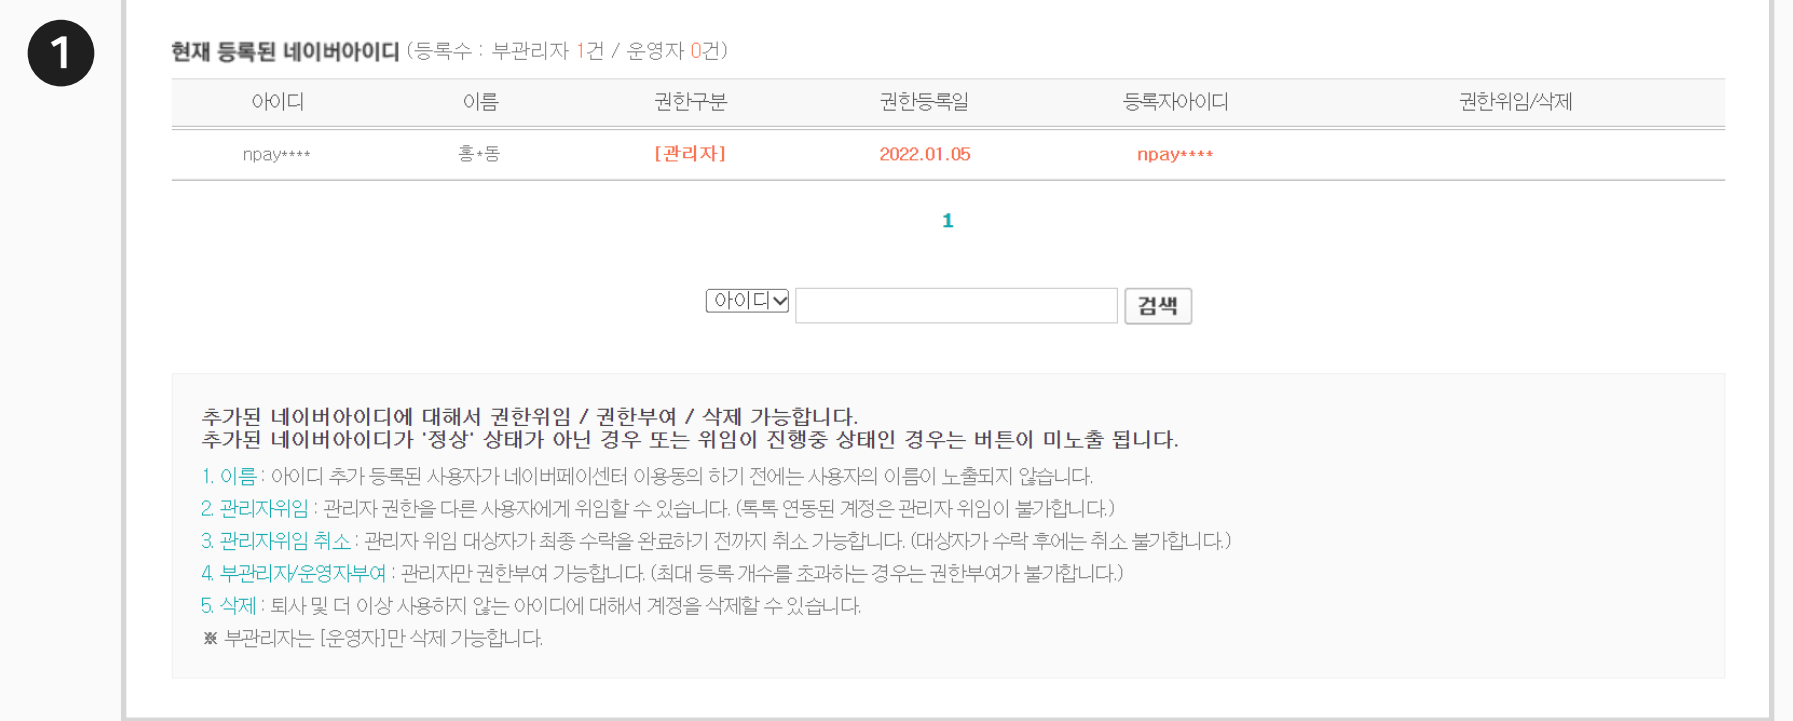 1
현재 등록된 네이버아이디 (등록수 : 부관리자 1건 / 운영자 0건)
아이디 이름 권한구분 권한등록일 등록자아이디 권한위임/삭제
npay**** 홍*동 [관리자] 2022.01.05 npay****
1
아이디 검색
추가된 네이버아이디에 대해서 권한위임 / 권한부여 / 삭제 가능합니다.
추가된 네이버아이디가 '정상' 상태가 아닌 경우 또는 위임이 진행중 상태인 경우는 버튼이 미노출 됩니다.
1. 이름 : 아이디 추가 등록된 사용자가 네이버페이센터 이용동의 하기 전에는 사용자의 이름이 노출되지 않습니다.
2. 관리자위임 : 관리자 권한을 다른 사용자에게 위임할 수 있습니다. (톡톡 연동된 계정은 관리자 위임이 불가합니다.)
3. 관리자위임 취소 : 관리자 위임 대상자가 최종 수락을 완료하기 전까지 취소 가능합니다. (대상자가 수락 후에는 취소 불가합니다.)
4. 부관리자/운영자부여 : 관리자만 권한부여 가능합니다. (최대 등록 개수를 초과하는 경우는 권한부여가 불가합니다.)
5. 삭제 : 퇴사 및 더 이상 사용하지 않는 아이디에 대해서 계정을 삭제할 수 있습니다.
※ 부관리자는 [운영자]만 삭제 가능합니다.